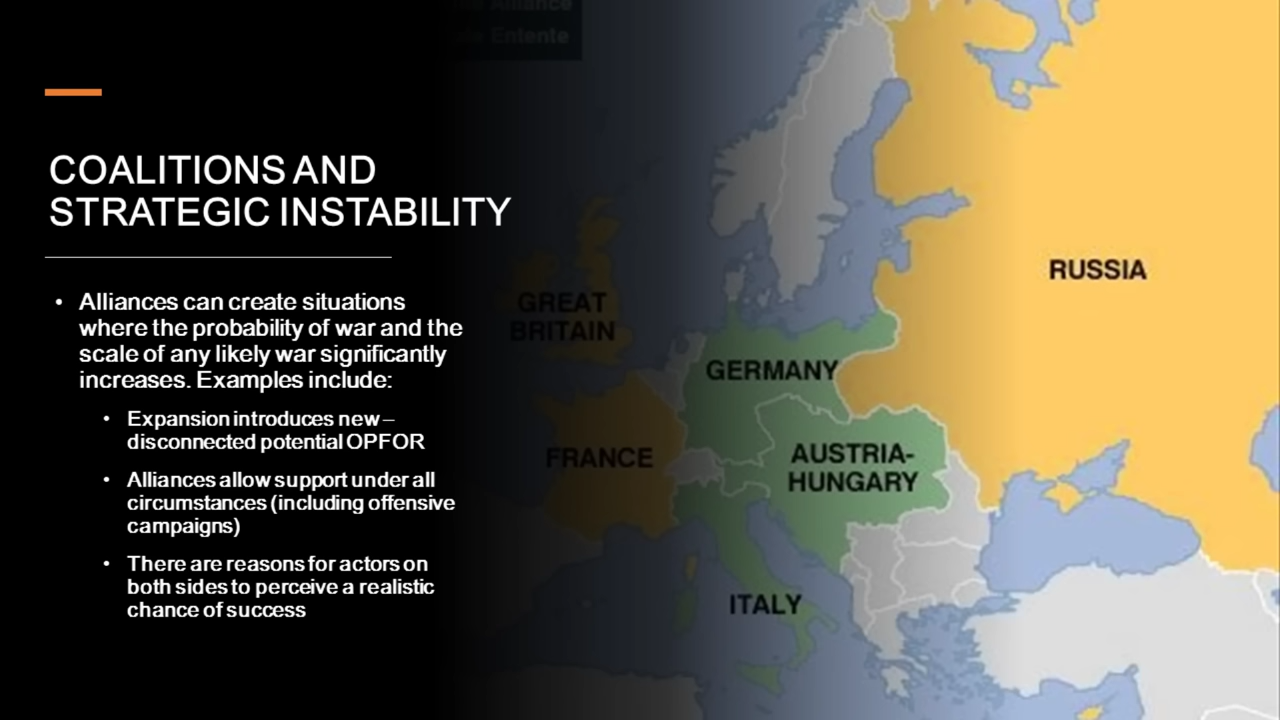 Alliance
Entente
COALITIONS AND
STRATEGIC INSTABILITY
• Alliances can create situations
where the probability of war and the
scale of any likely war significantly
increases. Examples include:
• Expansion introduces new –
disconnected potential OPFOR
• Alliances allow support under all
circumstances (including offensive
campaigns)
• There are reasons for actors on
both sides to perceive a realistic
chance of success
RUSSIA
GREAT
BRITAIN
GERMANY
FRANCE
AUSTRIA-
HUNGARY
ITALY